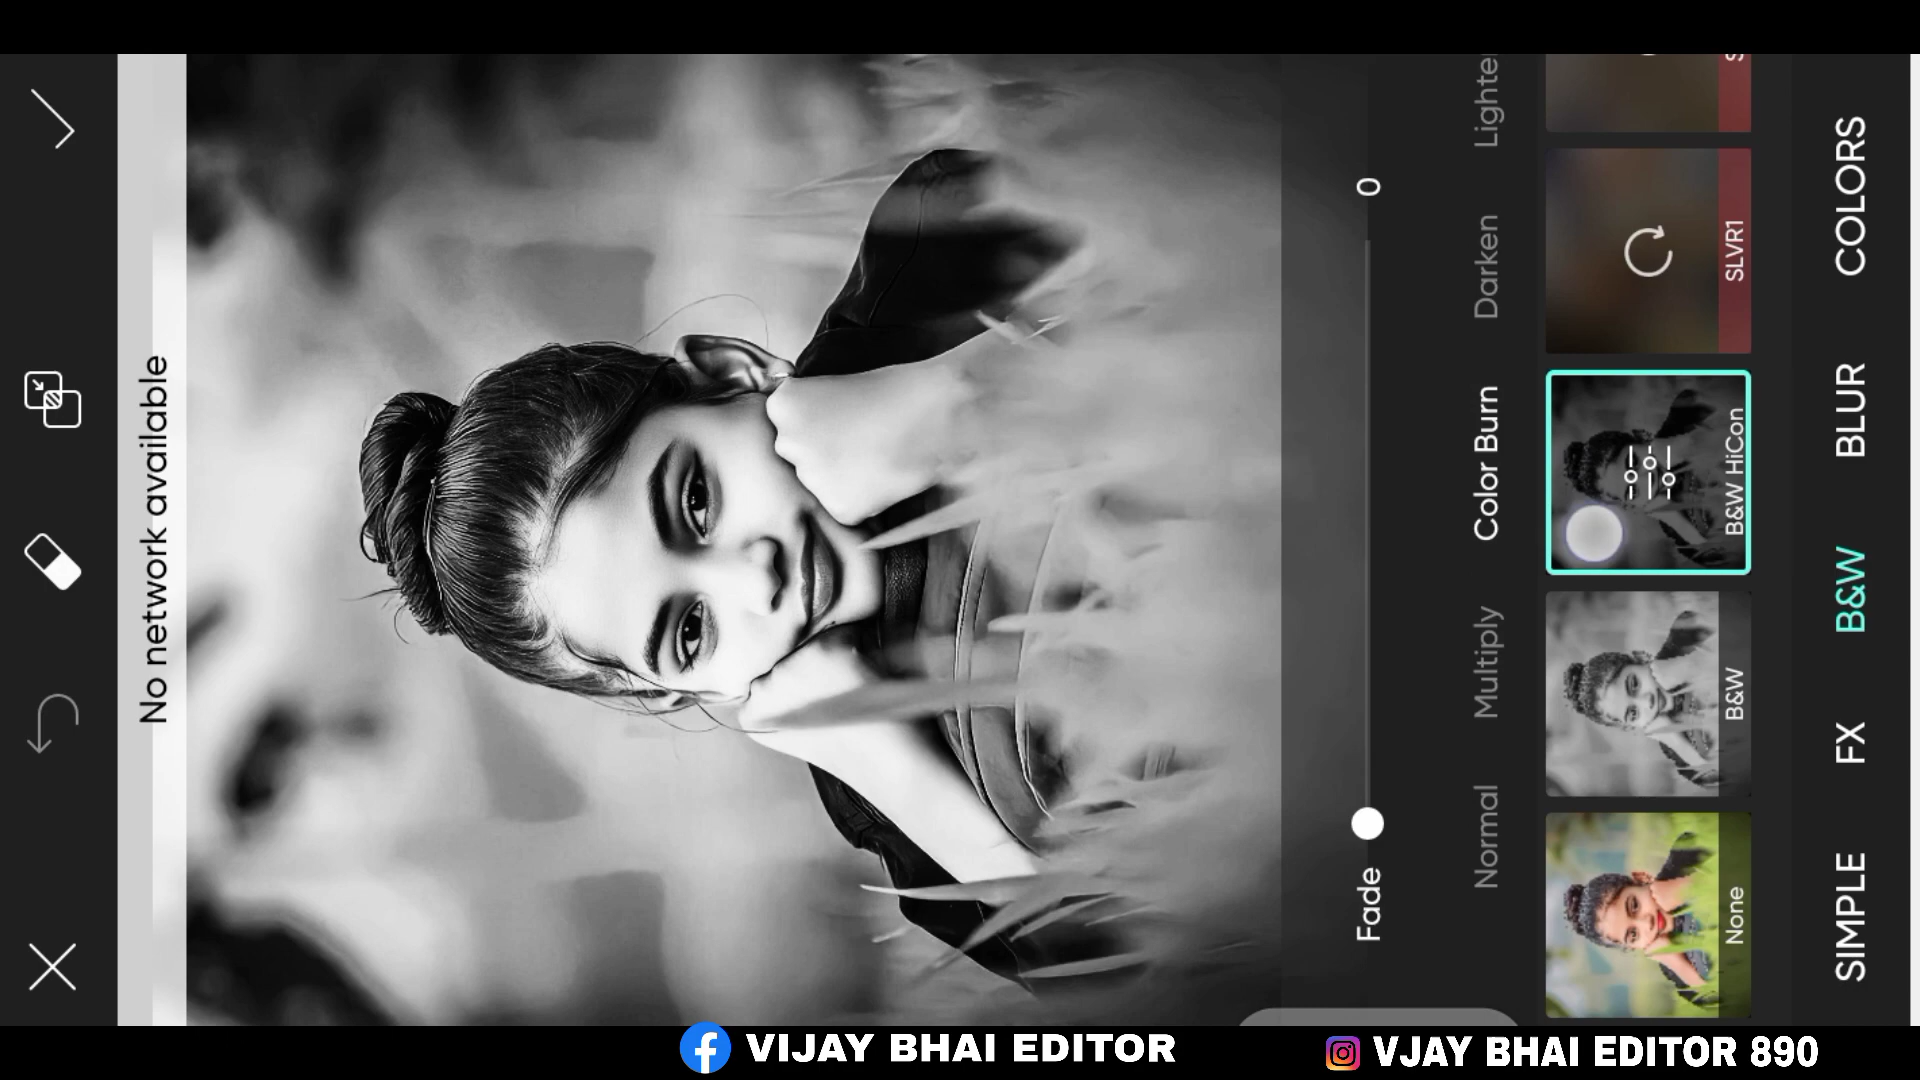 No network available
Fade 0
Normal Multiply Color Burn Darken Lighte
None B&W B&W HiCon SLVR1 S
SIMPLE FX B&W BLUR COLORS
VIJAY BHAI EDITOR
VJAY BHAI EDITOR 890